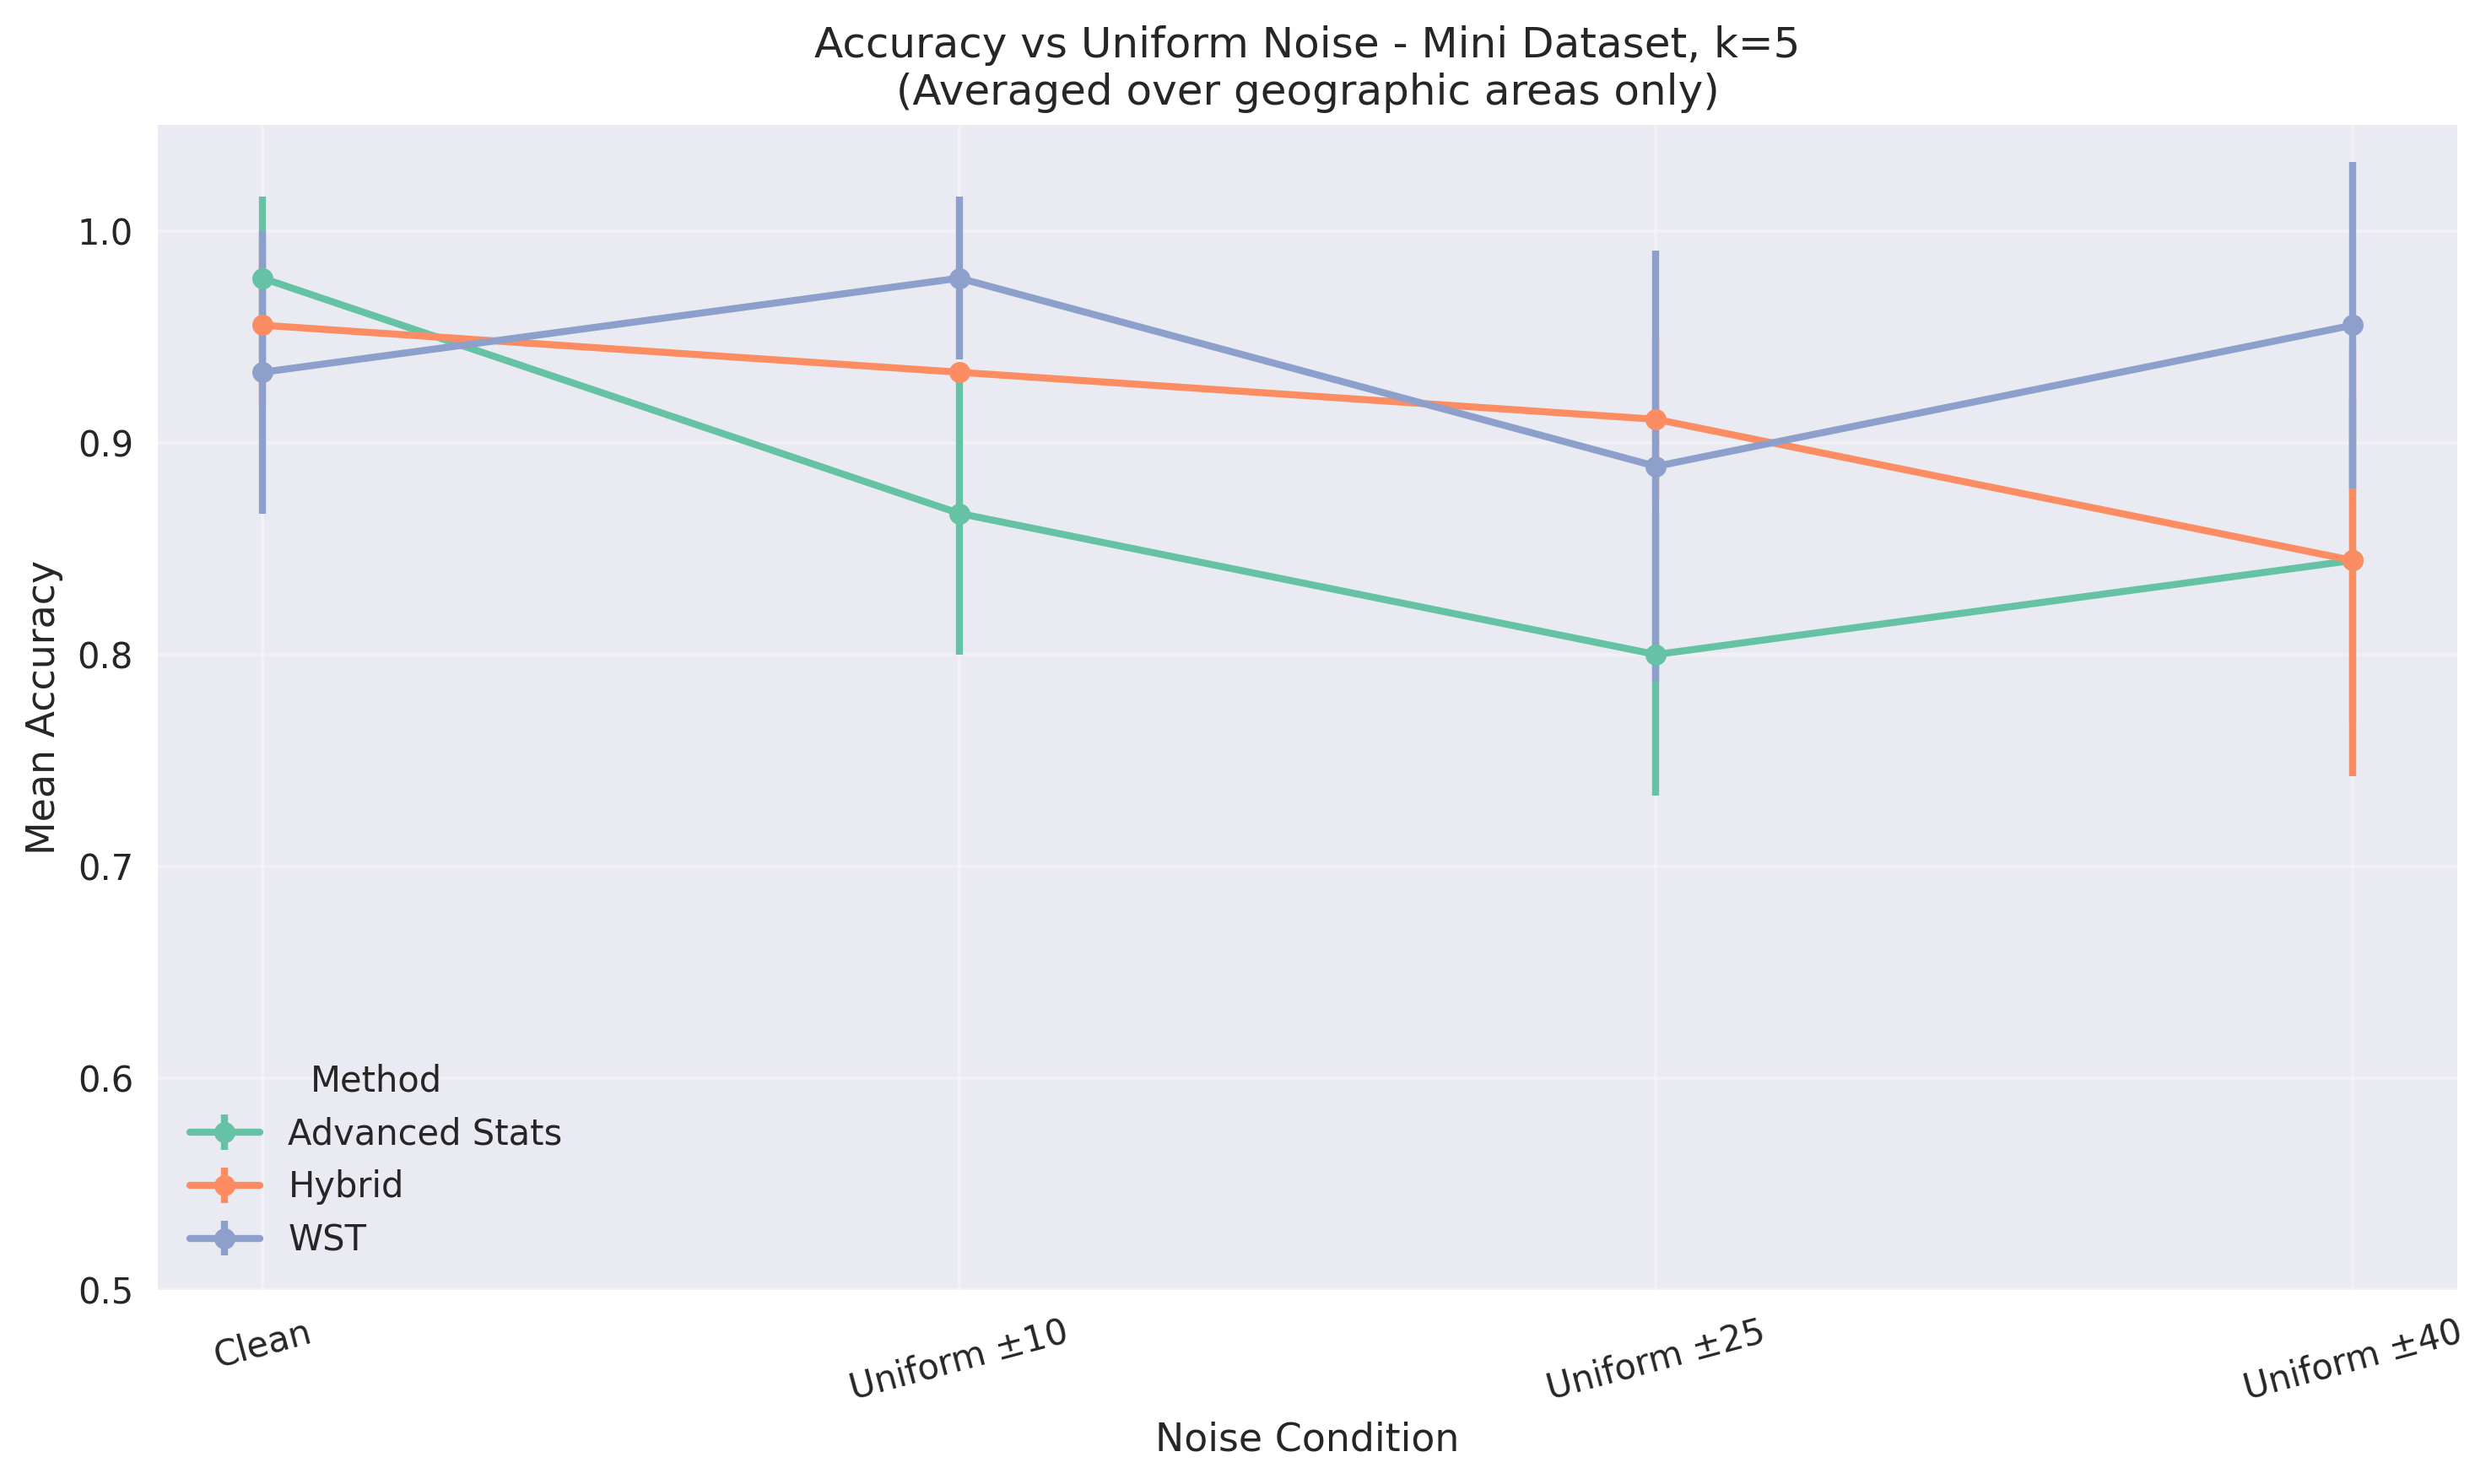 Accuracy vs Uniform Noise - Mini Dataset, k=5
(Averaged over geographic areas only)
Mean Accuracy
1.0
0.9
0.8
0.7
0.6
0.5
Method
Advanced Stats
Hybrid
WST
Clean
Uniform ±10
Uniform ±25
Uniform ±40
Noise Condition